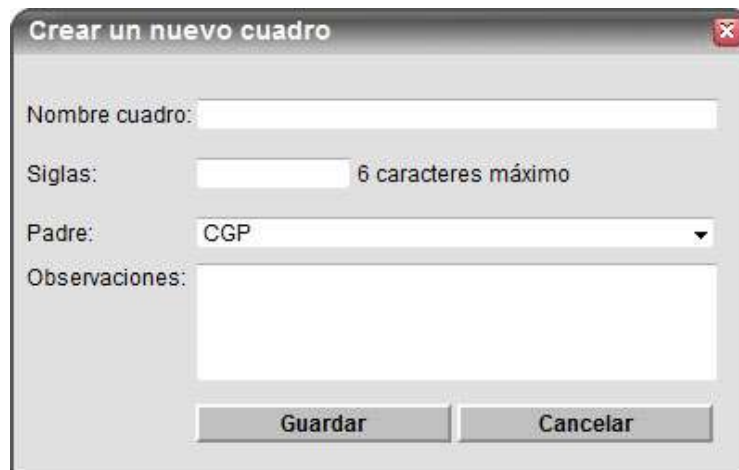 Crear un nuevo cuadro
Nombre cuadro:
Siglas: 6 caracteres máximo
Padre: CGP
Observaciones:
Guardar Cancelar